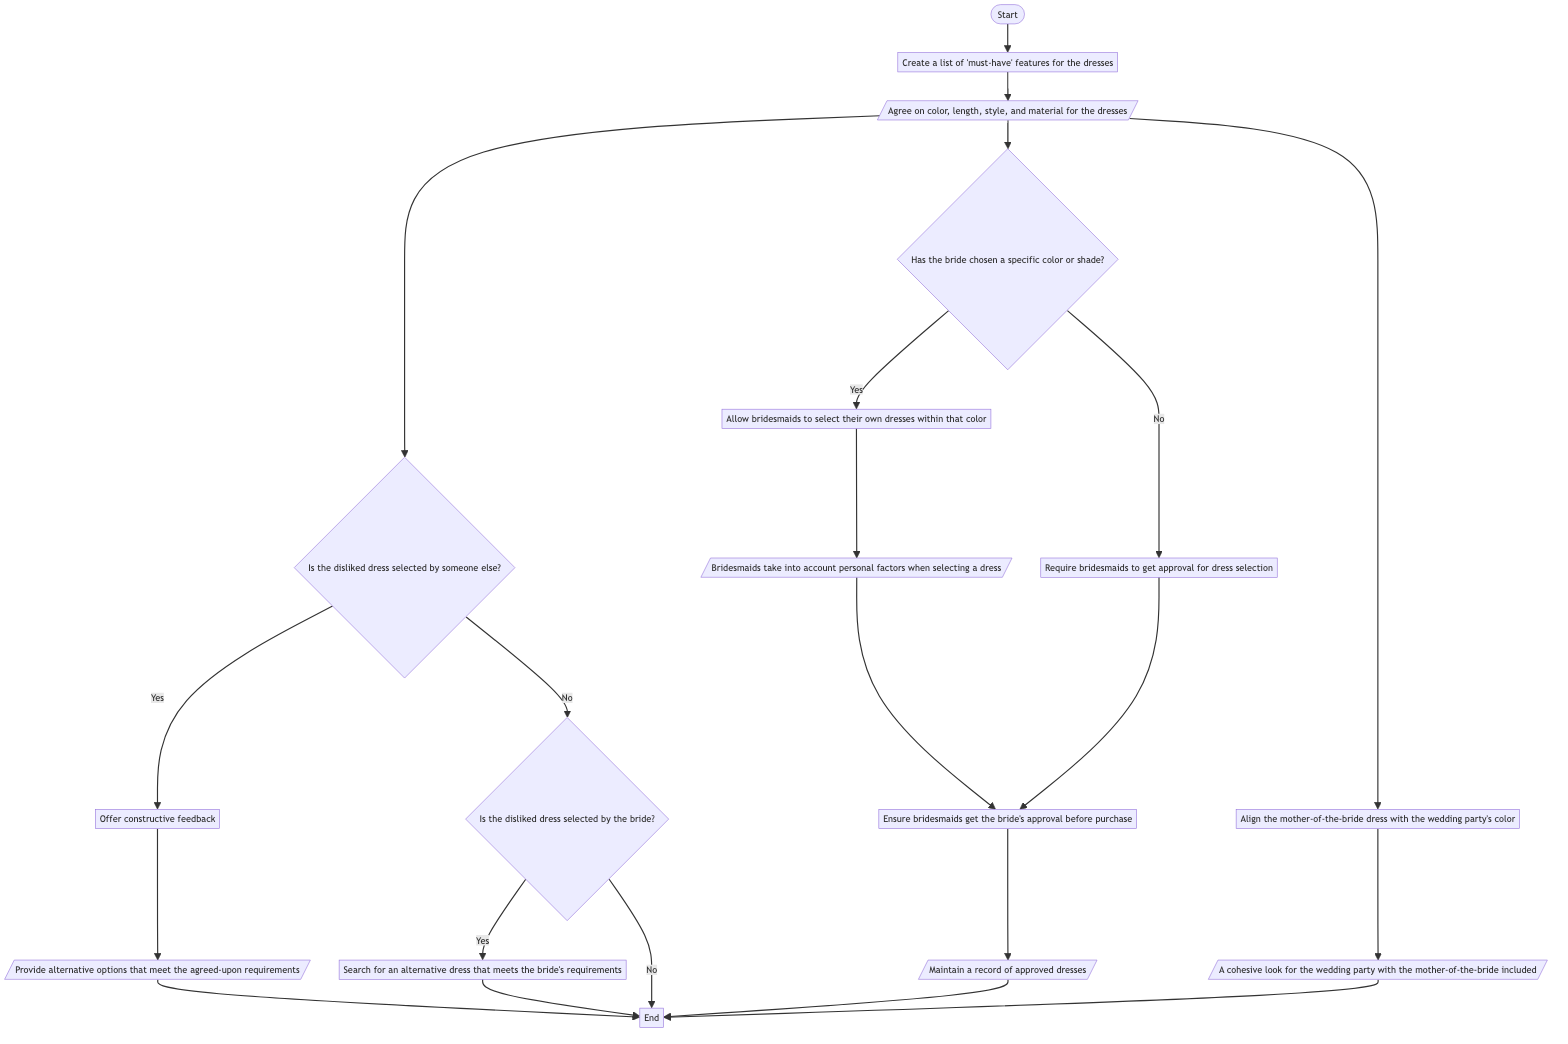 Start
Create a list of 'must-have' features for the dresses
Agree on color, length, style, and material for the dresses
Has the bride chosen a specific color or shade?
Yes
No
Allow bridesmaids to select their own dresses within that color
Is the disliked dress selected by someone else?
Bridesmaids take into account personal factors when selecting a dress
Require bridesmaids to get approval for dress selection
Yes
No
Offer constructive feedback
Is the disliked dress selected by the bride?
Ensure bridesmaids get the bride's approval before purchase
Align the mother-of-the-bride dress with the wedding party's color
Yes
No
Provide alternative options that meet the agreed-upon requirements
Search for an alternative dress that meets the bride's requirements
Maintain a record of approved dresses
A cohesive look for the wedding party with the mother-of-the-bride included
End